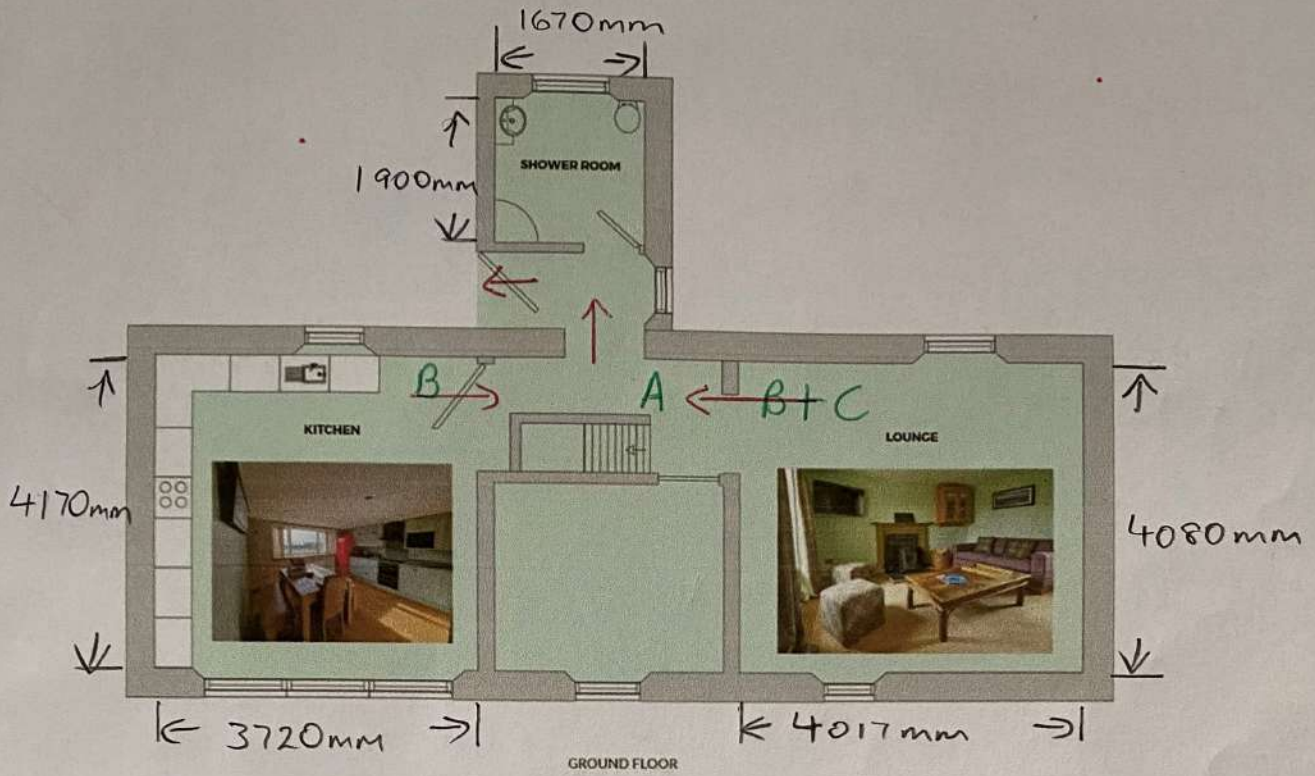 1670mm
SHOWER ROOM
1900mm
B
A
B+C
KITCHEN
LOUNGE
4170mm
4080mm
3720mm
4017mm
GROUND FLOOR